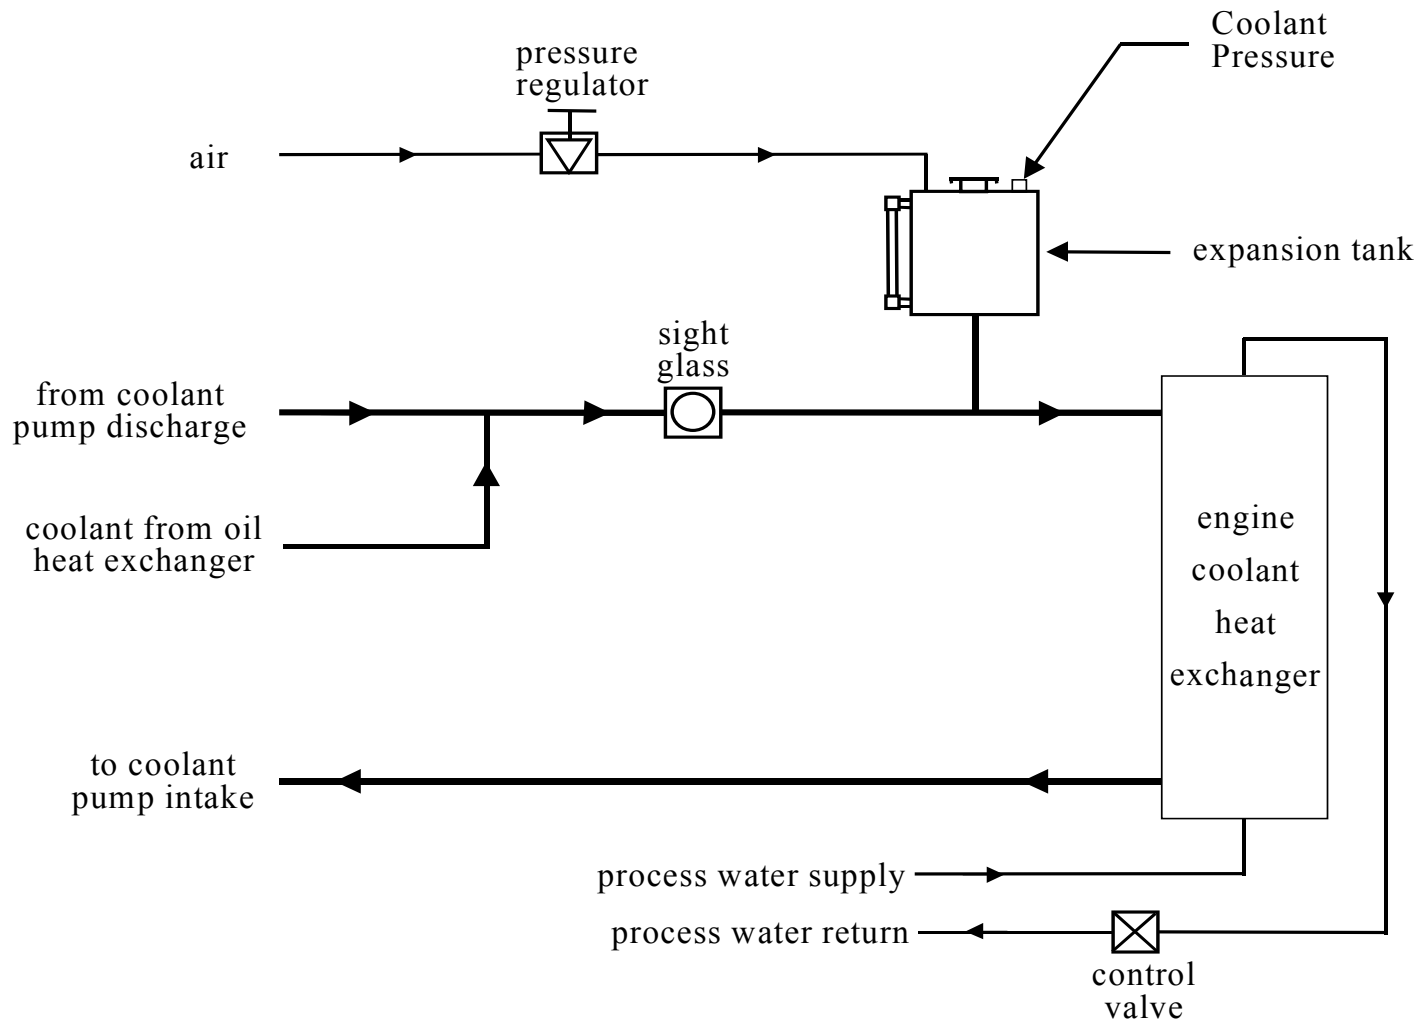 Coolant
Pressure
pressure
regulator
air
expansion tank
sight
glass
from coolant
pump discharge
coolant from oil
heat exchanger
engine
coolant
heat
exchanger
to coolant
pump intake
process water supply
process water return
control
valve